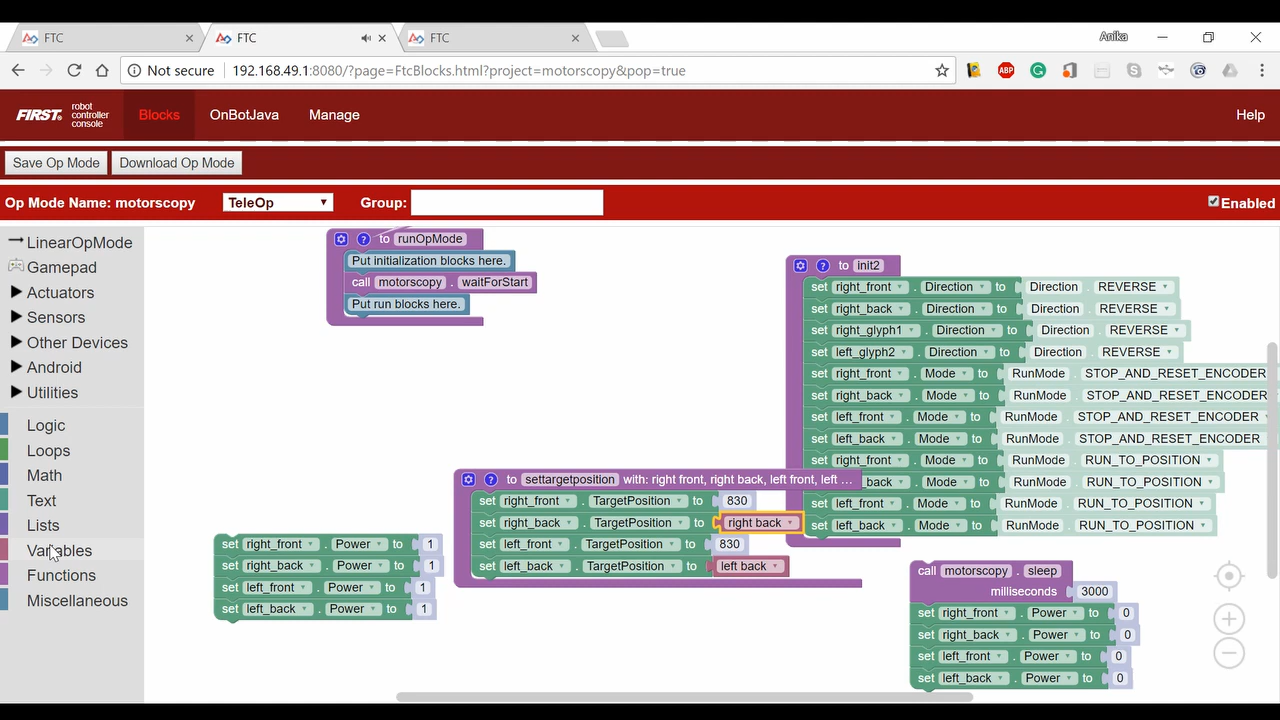 FTC FTC FTC Anika
Not secure 192.168.49.1:8080/?page=FtcBlocks.html?project=motorscopy&pop=true ABP
FIRST robot controller console Blocks OnBotJava Manage Help
Save Op Mode Download Op Mode
Op Mode Name: motorscopy TeleOp Group: Enabled
LinearOpMode
Gamepad
Actuators
Sensors
Other Devices
Android
Utilities
Logic
Loops
Math
Text
Lists
Variables
Functions
Miscellaneous
to runOpMode
Put initialization blocks here.
call motorscopy . waitForStart
Put run blocks here.
to init2
set right_front . Direction to Direction . REVERSE
set right_back . Direction to Direction . REVERSE
set right_glyph1 . Direction to Direction . REVERSE
set left_glyph2 . Direction to Direction . REVERSE
set right_front . Mode to RunMode . STOP_AND_RESET_ENCODER
set right_back . Mode to RunMode . STOP_AND_RESET_ENCODER
set left_front . Mode to RunMode . STOP_AND_RESET_ENCODER
set left_back . Mode to RunMode . STOP_AND_RESET_ENCODER
set right_front . Mode to RunMode . RUN_TO_POSITION
_back . Mode to RunMode . RUN_TO_POSITION
set left_front . Mode to RunMode . RUN_TO_POSITION
set left_back . Mode to RunMode . RUN_TO_POSITION
to settargetposition with: right front, right back, left front, left ...
set right_front . TargetPosition to 830
set right_back . TargetPosition to right back
set left_front . TargetPosition to 830
set left_back . TargetPosition to left back
set right_front . Power to 1
set right_back . Power to 1
set left_front . Power to 1
set left_back . Power to 1
call motorscopy . sleep
milliseconds 3000
set right_front . Power to 0
set right_back . Power to 0
set left_front . Power to 0
set left_back . Power to 0